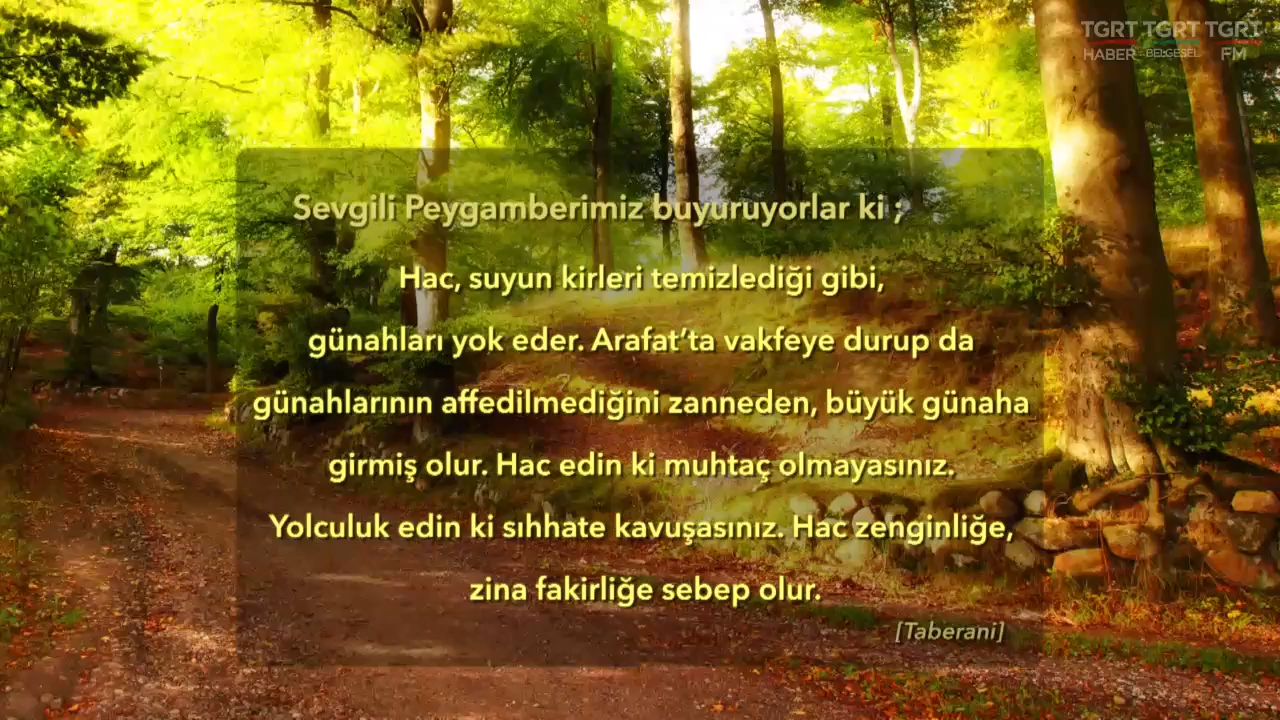 TGRT TGRT TGRT
HABER BELGESEL FM
Sevgili Peygamberimiz buyuruyorlar ki ;
Hac, suyun kirleri temizlediği gibi,
günahları yok eder. Arafat’ta vakfeye durup da
günahlarının affedilmediğini zanneden, büyük günaha
girmiş olur. Hac edin ki muhtaç olmayasınız.
Yolculuk edin ki sıhhate kavuşasınız. Hac zenginliğe,
zina fakirliğe sebep olur.
[Taberani]